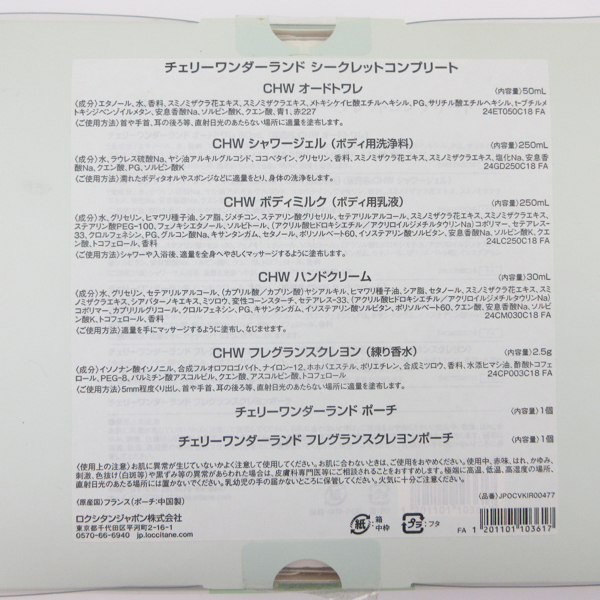 チェリーワンダーランド シークレットコンプリート
CHW オードトワレ 〈内容量〉50mL
〈成分〉エタノール、水、香料、スミノミザクラ花エキス、スミノミザクラエキス、メトキシケイヒ酸エチルヘキシル、PG、サリチル酸エチルヘキシル、t-ブチルメ
トキシジベンゾイルメタン、安息香酸Na、ソルビン酸K、クエン酸、青1、赤227 24ET050C18 FA
〈ご使用方法〉首や手首、耳の後ろ等、直射日光のあたらない場所に適量を塗布します。
CHW シャワージェル（ボディ用洗浄料） 〈内容量〉250mL
〈成分〉水、ラウレス硫酸Na、ヤシ油アルキルグルコシド、ココベタイン、グリセリン、香料、スミノミザクラ花エキス、スミノミザクラエキス、塩化Na、安息香
酸Na、クエン酸、PG、ソルビン酸K 24GD250C18 FA
〈ご使用方法〉濡れたボディタオルやスポンジなどに適量をとり、身体の洗浄をします。
CHW ボディミルク（ボディ用乳液） 〈内容量〉250mL
〈成分〉水、グリセリン、ヒマワリ種子油、シア脂、ジメチコン、ステアリン酸グリセリル、セテアリルアルコール、スミノミザクラ花エキス、スミノミザクラエキス、
ステアリン酸PEG-100、フェノキシエタノール、ソルビトール、（アクリル酸ヒドロキシエチル／アクリロイルジメチルタウリンNa）コポリマー、セテアレス-
33、クロルフェネシン、PG、グルコン酸Na、キサンタンガム、セタノール、ポリソルベート60、イソステアリン酸ソルビタン、安息香酸Na、ソルビン酸K、クエ
ン酸、トコフェロール、香料 24LC250C18 FA
〈ご使用方法〉シャワーや入浴後、適量を全身へやさしくマッサージするように塗布します。
CHW ハンドクリーム 〈内容量〉30mL
〈成分〉水、グリセリン、セテアリルアルコール、（カプリル酸／カプリン酸）ヤシアルキル、ヒマワリ種子油、シア脂、セタノール、スミノミザクラ花エキス、ス
ミノミザクラエキス、シアバターノキエキス、ミツロウ、変性コーンスターチ、セテアレス-33、（アクリル酸ヒドロキシエチル／アクリロイルジメチルタウリンNa）
コポリマー、カプリリルグリコール、クロルフェネシン、PG、キサンタンガム、イソステアリン酸ソルビタン、ポリソルベート60、クエン酸、安息香酸Na、ソル
ビン酸K、トコフェロール、香料 24CM030C18 FA
〈ご使用方法〉適量を手にマッサージするように塗布し、なじませます。
CHW フレグランスクレヨン（練り香水） 〈内容量〉2.5g
〈成分〉イソノナン酸イソノニル、合成フルオロフロゴパイト、ナイロン-12、ホホバエステル、ポリエチレン、合成ミツロウ、香料、水添ヒマシ油、酢酸トコフェ
ロール、PEG-8、パルミチン酸アスコルビル、クエン酸、アスコルビン酸、トコフェロール 24CP003C18 FA
〈ご使用方法〉5mm程度くり出し、首や手首、耳の後ろ等、直射日光のあたらない場所に適量を塗布します。
チェリーワンダーランド ポーチ 〈内容量〉1個
チェリーワンダーランド フレグランスクレヨンポーチ 〈内容量〉1個
〈使用上の注意〉お肌に異常が生じていないかよく注意して使用してください。お肌に合わないときは、ご使用をおやめください。使用中、赤味、はれ、かゆみ、
刺激、色抜け（白斑等）や黒ずみ等の異常があらわれた場合は、皮膚科専門医等にご相談されることをおすすめします。極端に高温、低温、高湿度の場所、
直射日光のあたる場所には置かないでください。乳幼児の手の届かないところに保管してください。火気に十分ご注意ください。
〈原産国〉フランス（ポーチ:中国製） 〈品番〉JPOCVKIR00477
ロクシタンジャポン株式会社
東京都千代田区平河町2-16-1
0570-66-6940 jp.loccitane.com
紙 :箱 中枠
プラ :フタ
FA 1 201101 103617